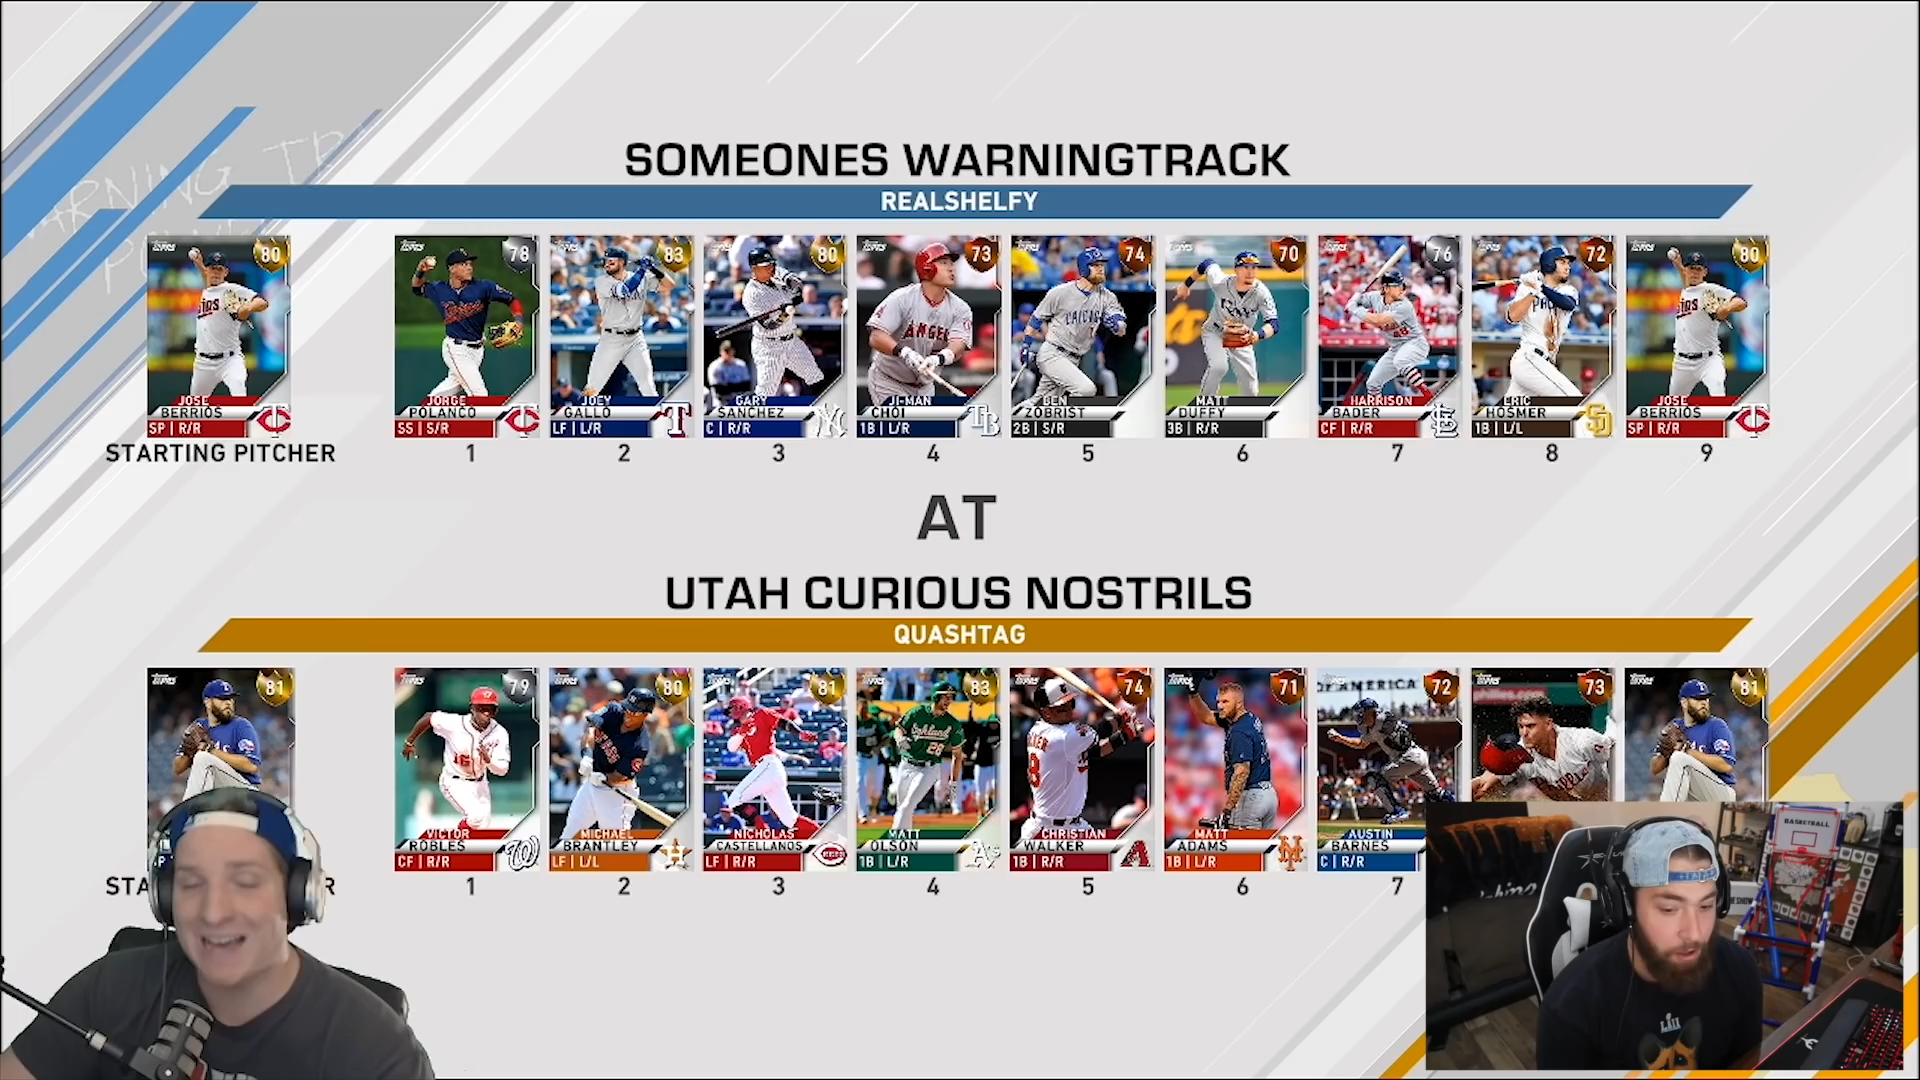 SOMEONES WARNINGTRACK
REALSHELFY
80 78 83 80 73 74 70 76 72 80
JOSE BERRIOS
SP | R/R
STARTING PITCHER
JORGE POLANCO
SS | S/R
1
JOEY GALLO
LF | L/R
2
GARY SANCHEZ
C | R/R
3
JI-MAN CHOI
1B | L/R
4
BEN ZOBRIST
2B | S/R
5
MATT DUFFY
3B | R/R
6
HARRISON BADER
CF | R/R
7
ERIC HOSMER
1B | L/L
8
JOSE BERRIOS
SP | R/R
9
AT
UTAH CURIOUS NOSTRILS
QUASHTAG
81 79 80 81 83 74 71 72 73 81
STA
R
VICTOR ROBLES
CF | R/R
1
MICHAEL BRANTLEY
LF | L/L
2
NICHOLAS CASTELLANOS
LF | R/R
3
MATT OLSON
1B | L/R
4
CHRISTIAN WALKER
1B | R/R
5
MATT ADAMS
1B | L/R
6
AUSTIN BARNES
C | R/R
7
BASKETBALL